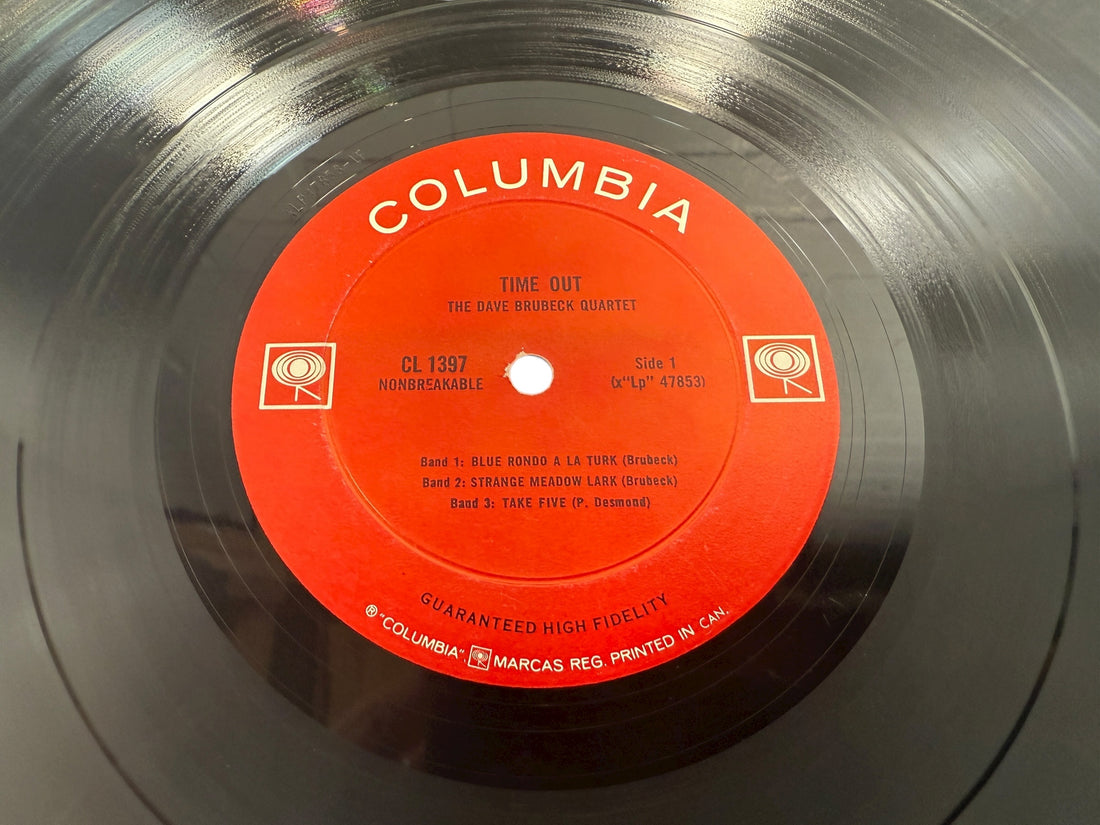 COLUMBIA
TIME OUT
THE DAVE BRUBECK QUARTET
CL 1397
NONBREAKABLE
Side 1
(x"Lp" 47853)
Band 1: BLUE RONDO A LA TURK (Brubeck)
Band 2: STRANGE MEADOW LARK (Brubeck)
Band 3: TAKE FIVE (P. Desmond)
GUARANTEED HIGH FIDELITY
® "COLUMBIA", MARCAS REG. PRINTED IN CAN.